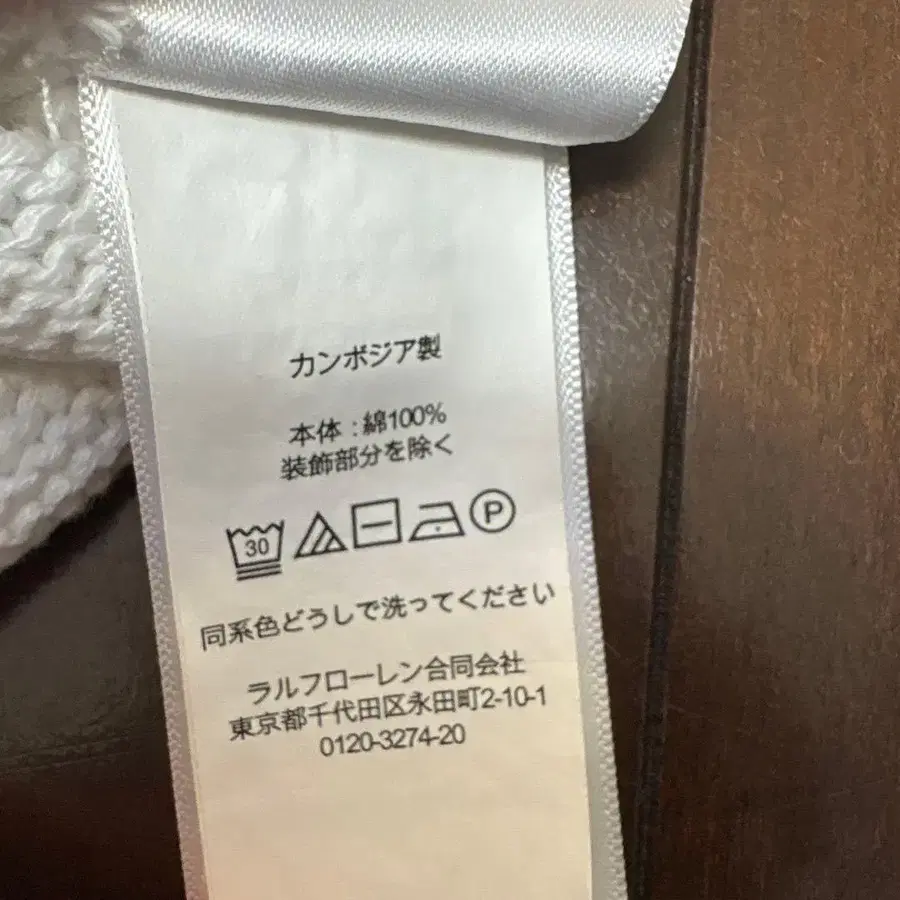 カンボジア製
本体:綿100%
装飾部分を除く
30 P
同系色どうしで洗ってください
ラルフローレン合同会社
東京都千代田区永田町2-10-1
0120-3274-20